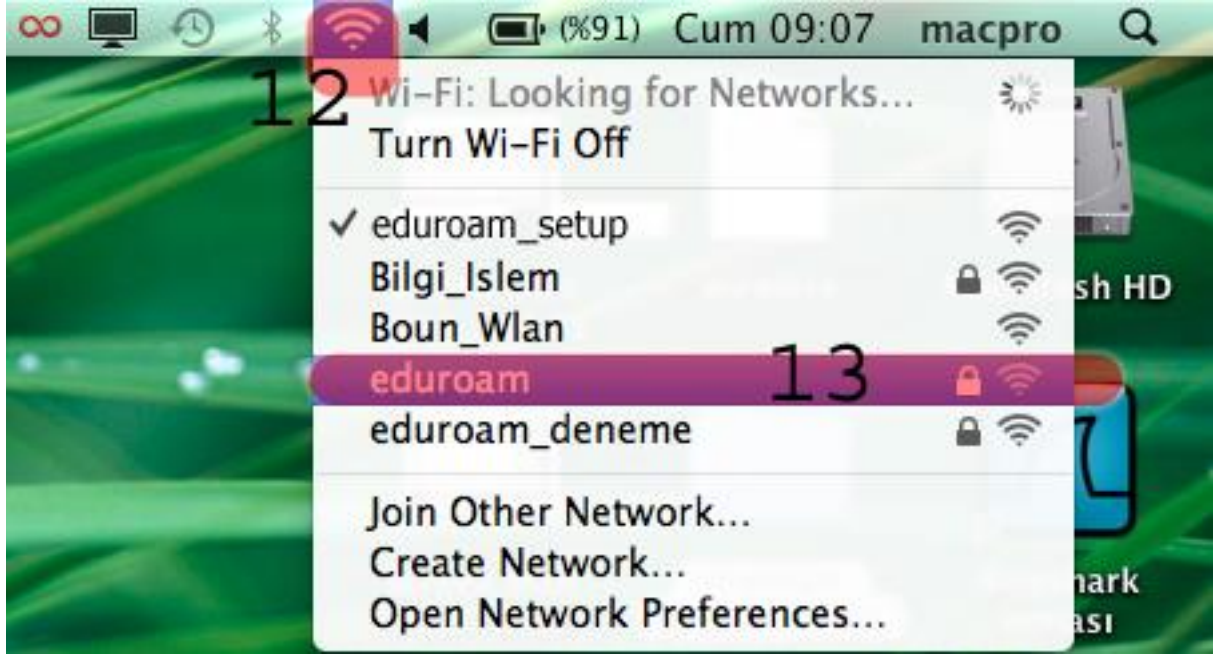 (%91) Cum 09:07 macpro
12
Wi-Fi: Looking for Networks...
Turn Wi-Fi Off
✓ eduroam_setup
Bilgi_Islem
sh HD
Boun_Wlan
13
eduroam
eduroam_deneme
Join Other Network...
Create Network...
nark
Open Network Preferences...
ası